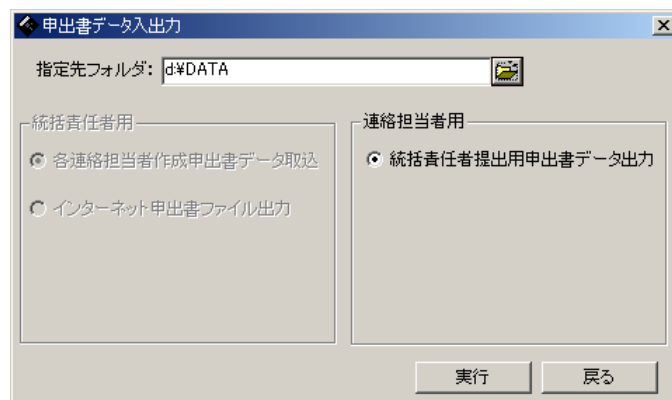 申出書データ入出力
指定先フォルダ: d:¥DATA
統括責任者用
各連絡担当者作成申出書データ取込
インターネット申出書ファイル出力
連絡担当者用
統括責任者提出用申出書データ出力
実行
戻る